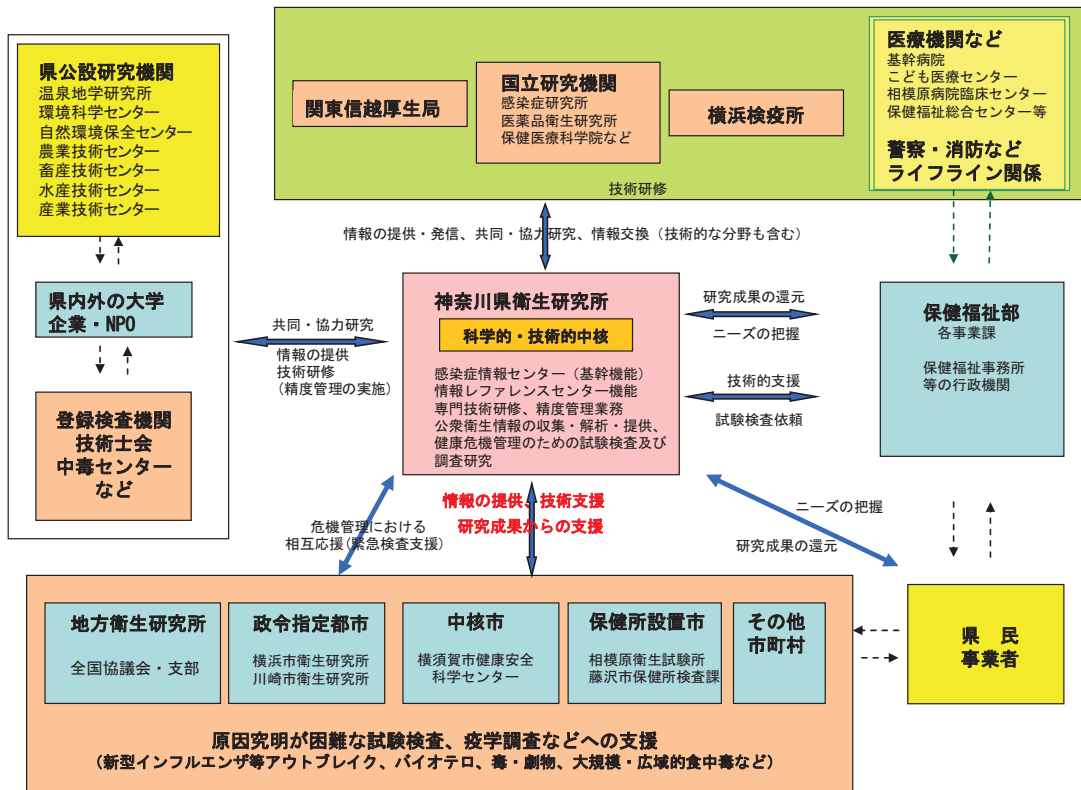 県公設研究機関
温泉地学研究所
環境科学センター
自然環境保全センター
農業技術センター
畜産技術センター
水産技術センター
産業技術センター
県内外の大学
企業・NPO
登録検査機関
技術士会
中毒センター
など
関東信越厚生局
国立研究機関
感染症研究所
医薬品衛生研究所
保健医療科学院など
横浜検疫所
医療機関など
基幹病院
こども医療センター
相模原病院臨床センター
保健福祉総合センター等
警察・消防など
ライフライン関係
技術研修
情報の提供・発信、共同・協力研究、情報交換（技術的な分野も含む）
共同・協力研究
情報の提供
技術研修
（精度管理の実施）
神奈川県衛生研究所
科学的・技術的中核
感染症情報センター（基幹機能）
情報レファレンスセンター機能
専門技術研修、精度管理業務
公衆衛生情報の収集・解析・提供、
健康危機管理のための試験検査及び
調査研究
研究成果の還元
ニーズの把握
技術的支援
試験検査依頼
保健福祉部
各事業課
保健福祉事務所
等の行政機関
情報の提供、技術支援
研究成果からの支援
危機管理における
相互応援（緊急検査支援）
ニーズの把握
研究成果の還元
地方衛生研究所
全国協議会・支部
政令指定都市
横浜市衛生研究所
川崎市衛生研究所
中核市
横須賀市健康安全
科学センター
保健所設置市
相模原衛生試験所
藤沢市保健所検査課
その他
市町村
県　民
事業者
原因究明が困難な試験検査、疫学調査などへの支援
（新型インフルエンザ等アウトブレイク、バイオテロ、毒・劇物、大規模・広域的食中毒など）